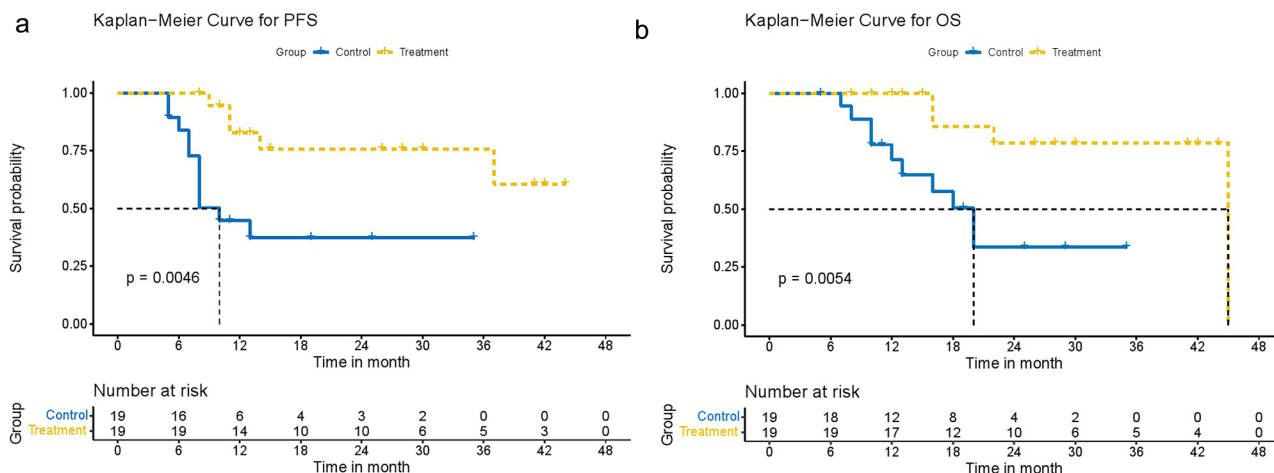 a
Kaplan−Meier Curve for PFS
Group Control Treatment
Survival probability
1.00
0.75
0.50
0.25
0.00
p = 0.0046
0 6 12 18 24 30 36 42 48
Time in month
Number at risk
Group
Control 19 16 6 4 3 2 0 0 0
Treatment 19 19 14 10 10 6 5 3 0
0 6 12 18 24 30 36 42 48
Time in month
b
Kaplan−Meier Curve for OS
Group Control Treatment
Survival probability
1.00
0.75
0.50
0.25
0.00
p = 0.0054
0 6 12 18 24 30 36 42 48
Time in month
Number at risk
Group
Control 19 18 12 8 4 2 0 0 0
Treatment 19 19 17 12 10 6 5 4 0
0 6 12 18 24 30 36 42 48
Time in month